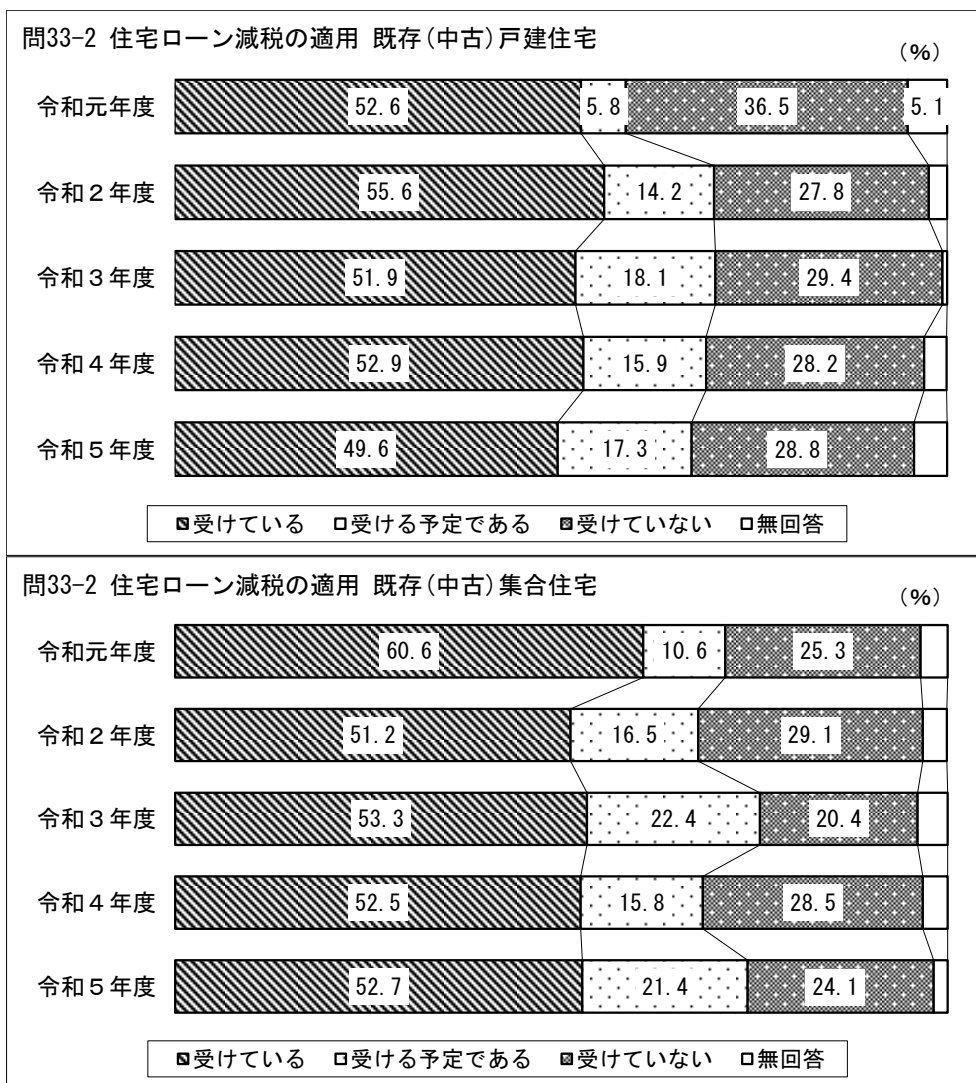 問33-2 住宅ローン減税の適用 既存(中古)戸建住宅
(%)
令和元年度 52.6 5.8 36.5 5.1
令和2年度 55.6 14.2 27.8
令和3年度 51.9 18.1 29.4
令和4年度 52.9 15.9 28.2
令和5年度 49.6 17.3 28.8
受けている 受ける予定である 受けていない 無回答
問33-2 住宅ローン減税の適用 既存(中古)集合住宅
(%)
令和元年度 60.6 10.6 25.3
令和2年度 51.2 16.5 29.1
令和3年度 53.3 22.4 20.4
令和4年度 52.5 15.8 28.5
令和5年度 52.7 21.4 24.1
受けている 受ける予定である 受けていない 無回答